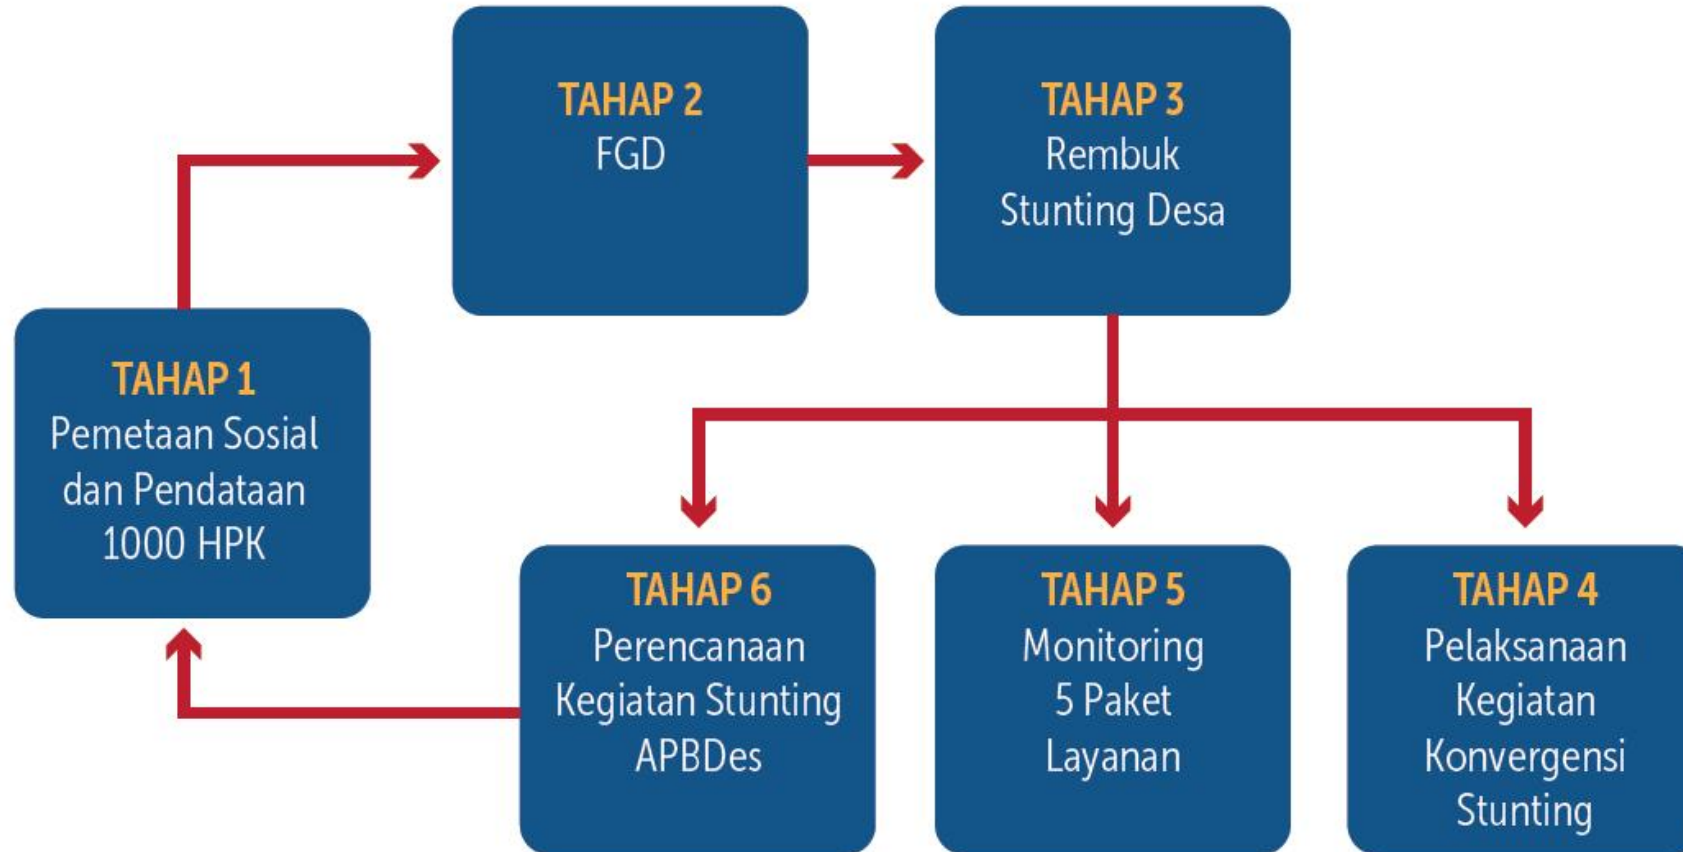 TAHAP 1
Pemetaan Sosial
dan Pendataan
1000 HPK
TAHAP 2
FGD
TAHAP 3
Rembuk
Stunting Desa
TAHAP 6
Perencanaan
Kegiatan Stunting
APBDes
TAHAP 5
Monitoring
5 Paket
Layanan
TAHAP 4
Pelaksanaan
Kegiatan
Konvergensi
Stunting